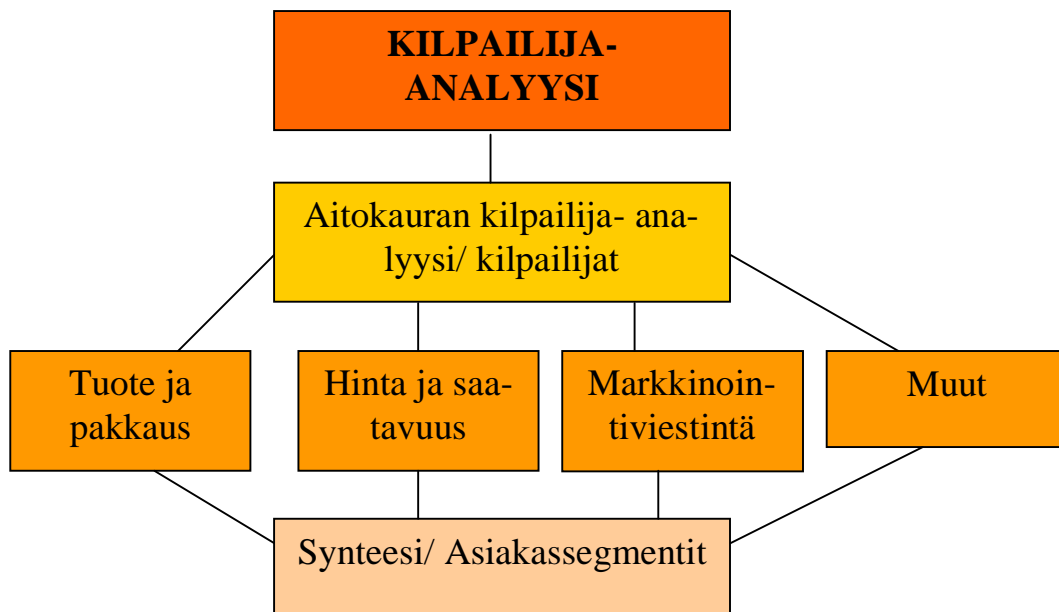 KILPAILIJA-
ANALYYSI
Aitokauran kilpailija- ana-
lyysi/ kilpailijat
Tuote ja
pakkaus
Hinta ja saa-
tavuus
Markkinoin-
tiviestintä
Muut
Synteesi/ Asiakassegmentit